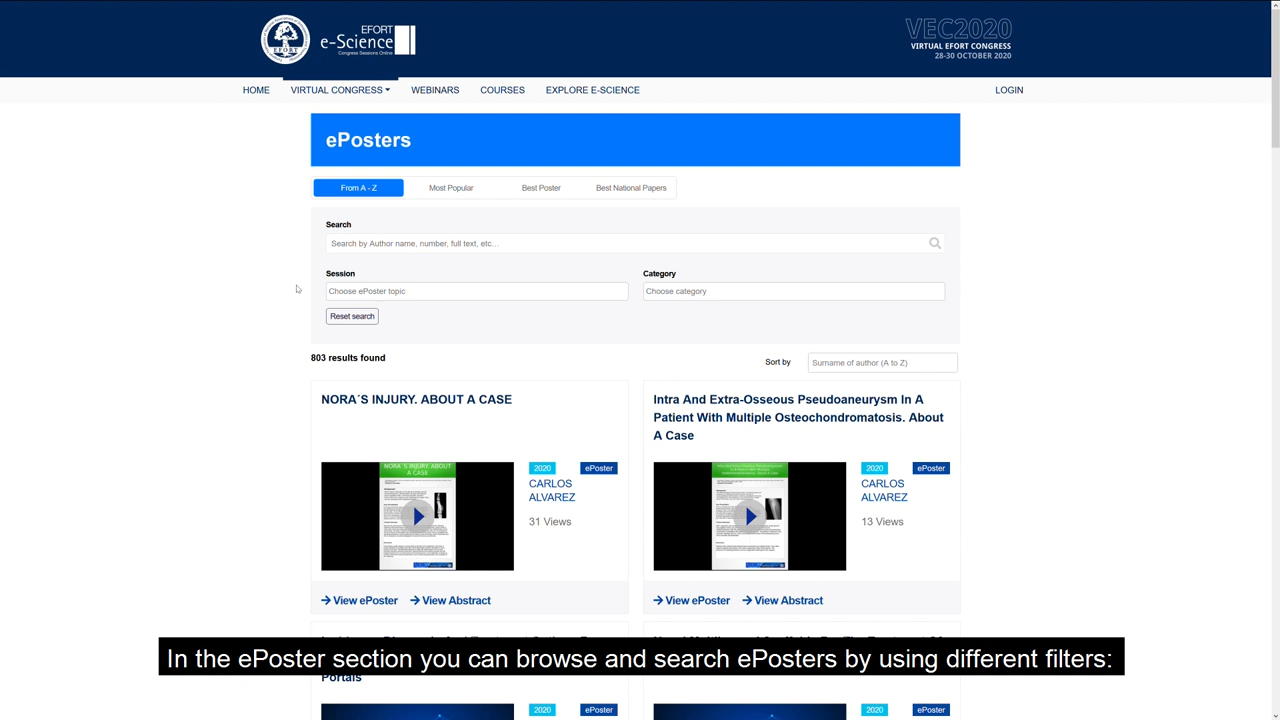 EFORT
EFORT
e-Science
Congress Sessions Online
VEC2020
VIRTUAL EFORT CONGRESS
28-30 OCTOBER 2020
HOME
VIRTUAL CONGRESS
WEBINARS
COURSES
EXPLORE E-SCIENCE
LOGIN
ePosters
From A - Z
Most Popular
Best Poster
Best National Papers
Search
Search by Author name, number, full text, etc...
Session
Category
Choose ePoster topic
Choose category
Reset search
803 results found
Sort by
Surname of author (A to Z)
NORA´S INJURY. ABOUT A CASE
Intra And Extra-Osseous Pseudoaneurysm In A
Patient With Multiple Osteochondromatosis. About
A Case
NORA´S INJURY. ABOUT
A CASE
2020
ePoster
CARLOS
ALVAREZ
31 Views
2020
ePoster
CARLOS
ALVAREZ
13 Views
View ePoster
View Abstract
View ePoster
View Abstract
In the ePoster section you can browse and search ePosters by using different filters:
Portals
2020
ePoster
2020
ePoster